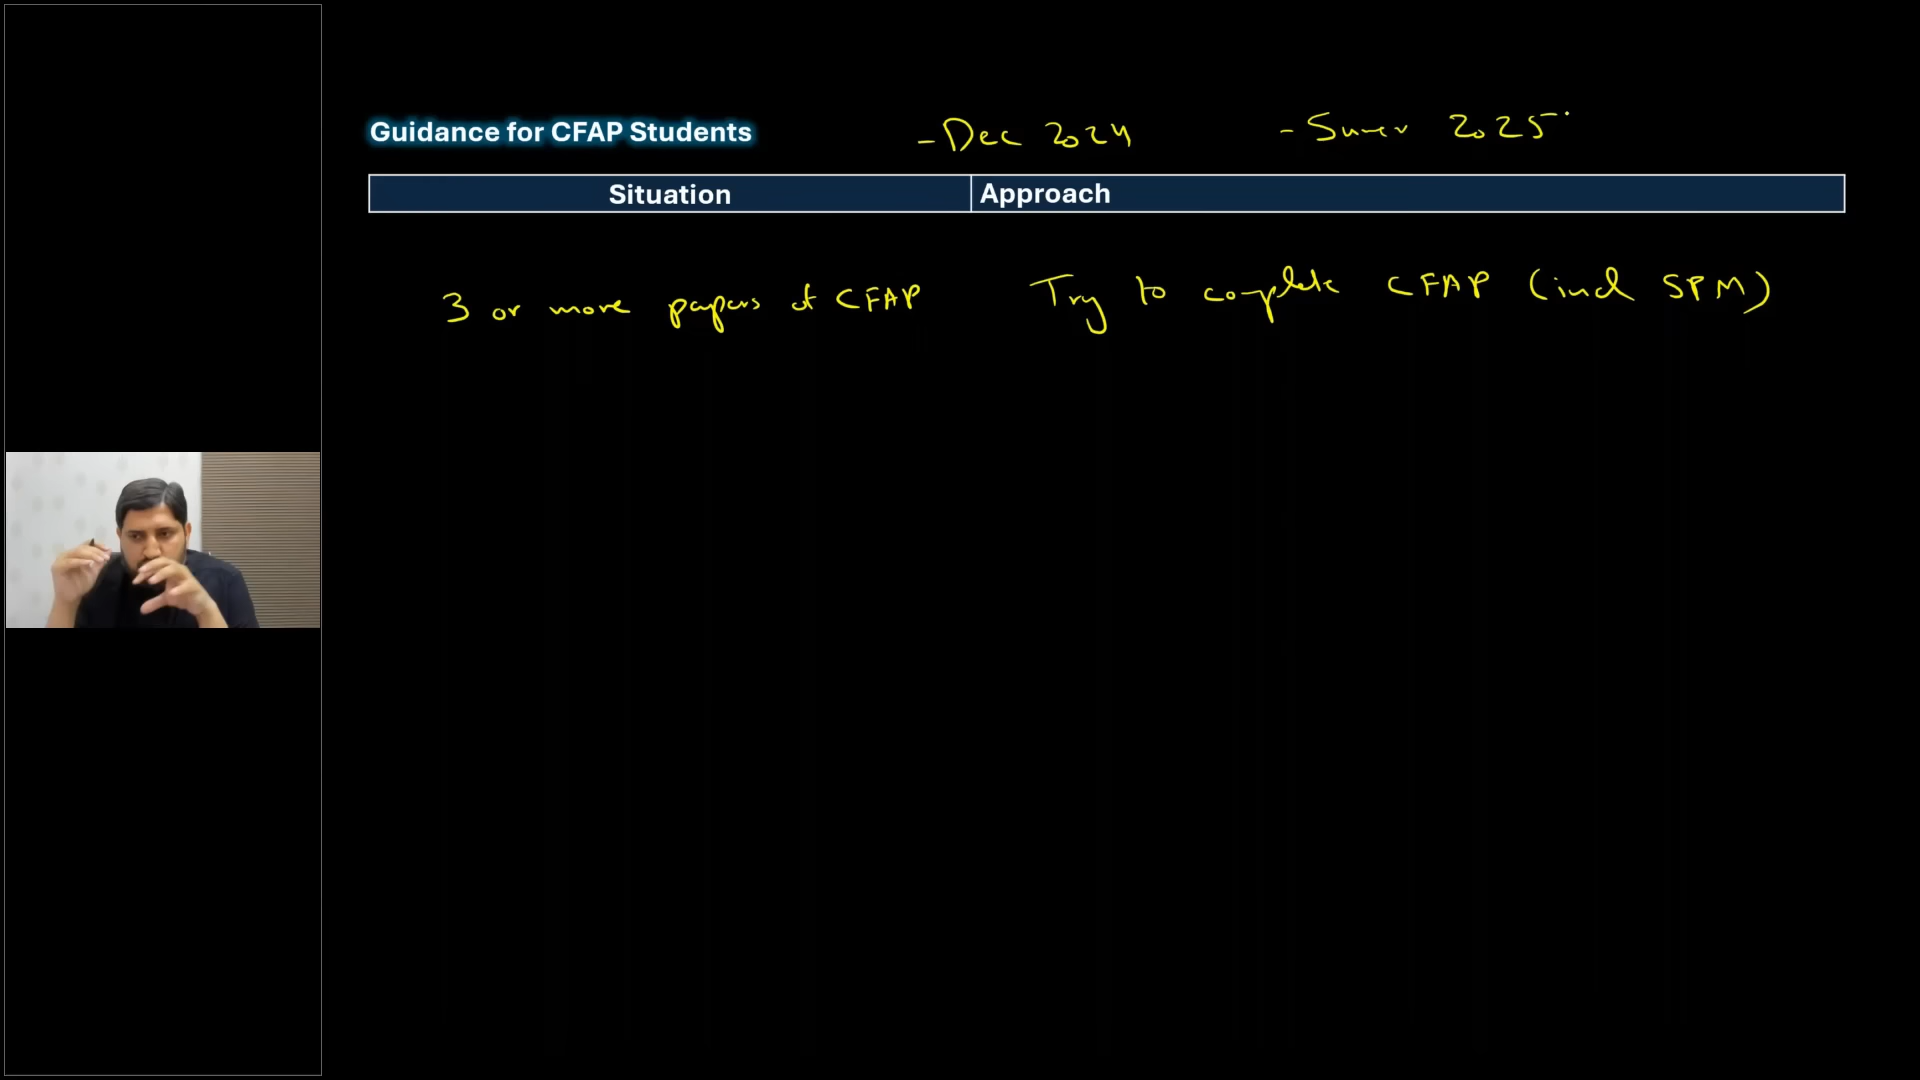 Guidance for CFAP Students - Dec 2024 - Summer 2025
Situation Approach
3 or more papers of CFAP Try to complete CFAP (incl SPM)